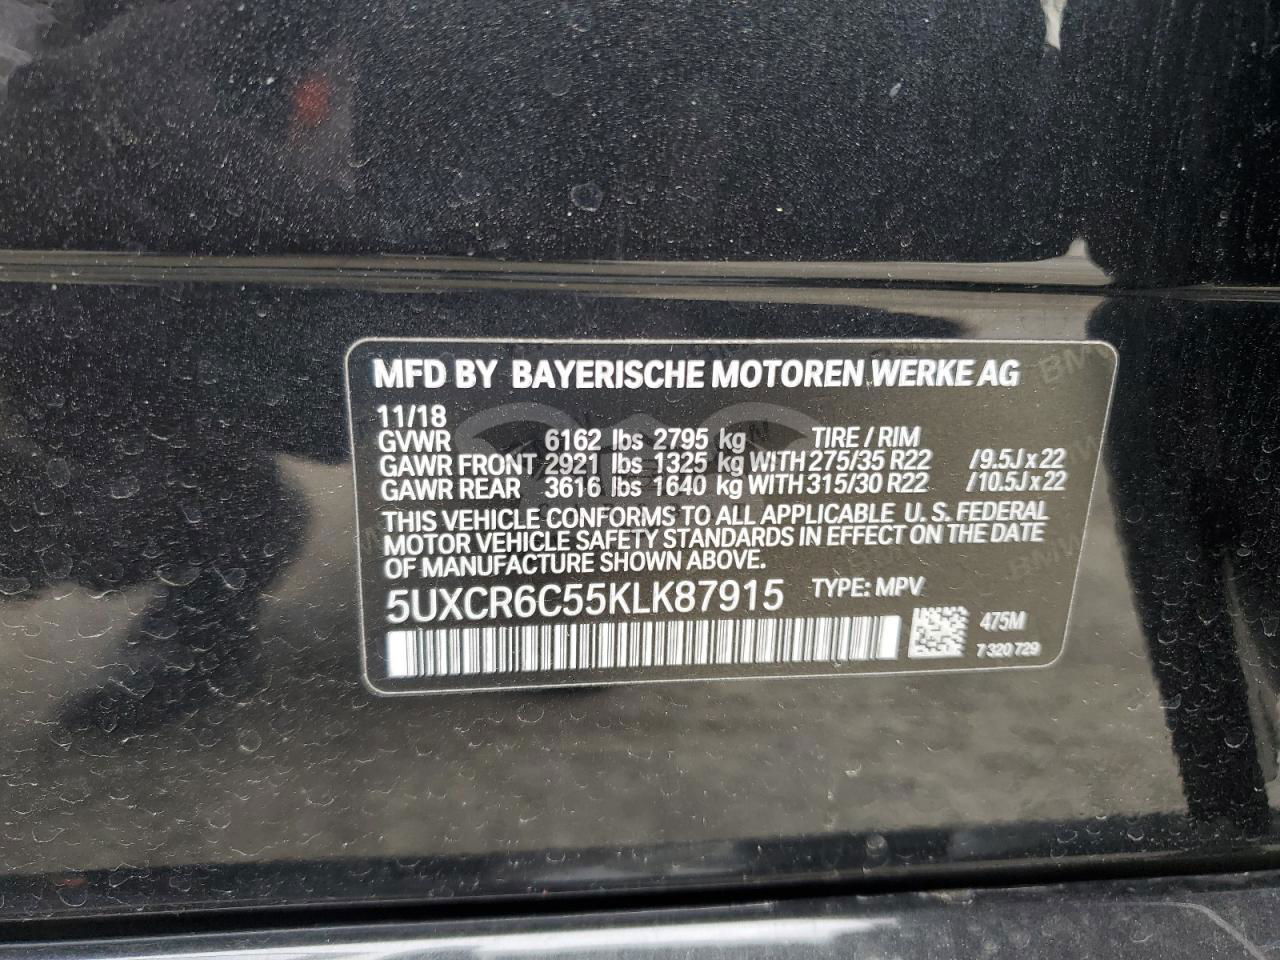 MFD BY BAYERISCHE MOTOREN WERKE AG
11/18
GVWR 6162 lbs 2795 kg TIRE / RIM
GAWR FRONT 2921 lbs 1325 kg WITH 275/35 R22 /9.5J x 22
GAWR REAR 3616 lbs 1640 kg WITH 315/30 R22 /10.5J x 22
THIS VEHICLE CONFORMS TO ALL APPLICABLE U. S. FEDERAL
MOTOR VEHICLE SAFETY STANDARDS IN EFFECT ON THE DATE
OF MANUFACTURE SHOWN ABOVE.
5UXCR6C55KLK87915 TYPE: MPV
475M
7 320 729